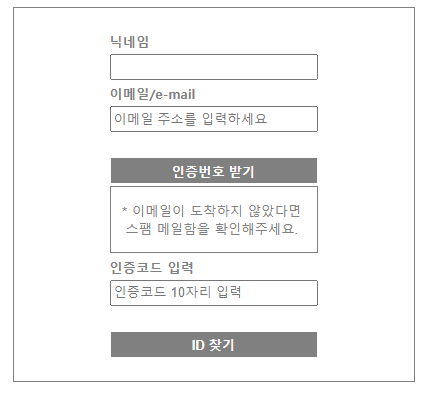 닉네임
이메일/e-mail
이메일 주소를 입력하세요
인증번호 받기
* 이메일이 도착하지 않았다면
스팸 메일함을 확인해주세요.
인증코드 입력
인증코드 10자리 입력
ID 찾기